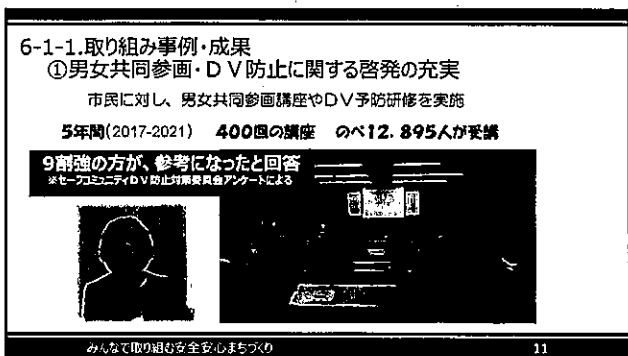 6-1-1.取り組み事例・成果
①男女共同参画・DV防止に関する啓発の充実
市民に対し、男女共同参画講座やDV予防研修を実施
5年間(2017-2021) 400回の講座 のべ12.895人が受講
9割強の方が、参考になったと回答
※セーフコミュニティDV防止対策委員会アンケートによる
みんなで取り組む安全安心まちづくり 11